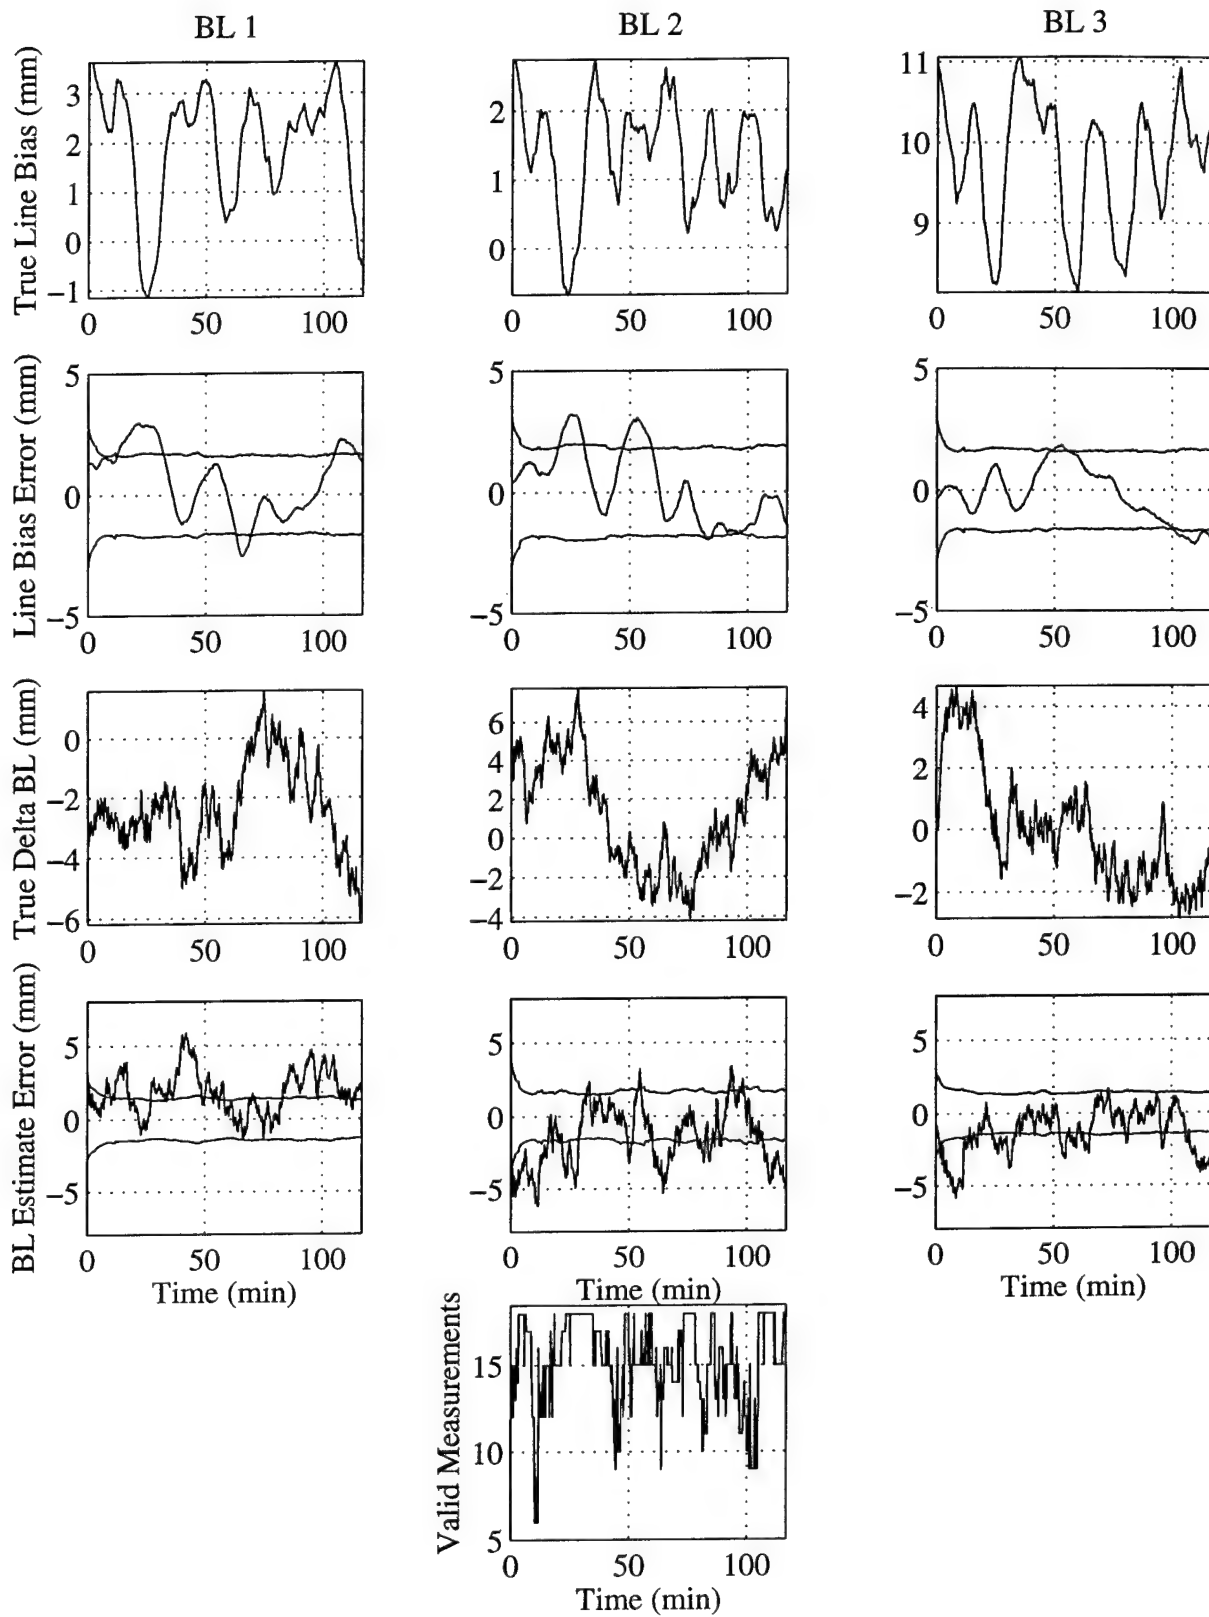 BL 1
BL 2
BL 3
True Line Bias (mm)
3
2
1
0
−1
0 50 100
2
1
0
0 50 100
11
10
9
0 50 100
Line Bias Error (mm)
5
0
−5
0 50 100
5
0
−5
0 50 100
5
0
−5
0 50 100
True Delta BL (mm)
0
−2
−4
−6
0 50 100
6
4
2
0
−2
−4
0 50 100
4
2
0
−2
0 50 100
BL Estimate Error (mm)
5
0
−5
0 50 100
Time (min)
5
0
−5
0 50 100
Time (min)
5
0
−5
0 50 100
Time (min)
Valid Measurements
15
10
5
0 50 100
Time (min)